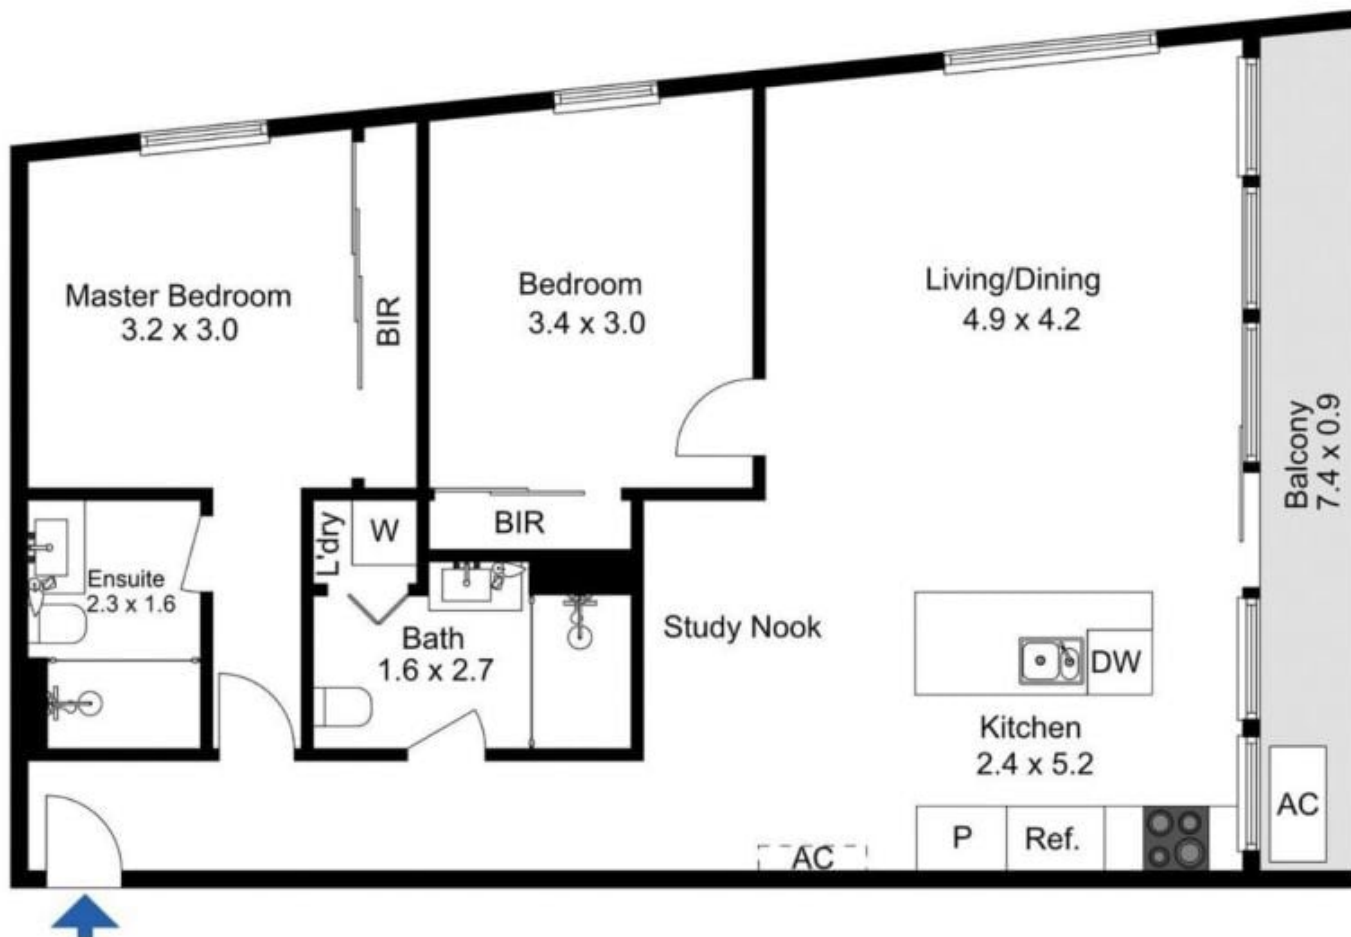 Master Bedroom
3.2 x 3.0
BIR
Bedroom
3.4 x 3.0
Living/Dining
4.9 x 4.2
Balcony
7.4 x 0.9
BIR
L'dry
W
Ensuite
2.3 x 1.6
Bath
1.6 x 2.7
Study Nook
DW
Kitchen
2.4 x 5.2
AC
P
Ref.
AC